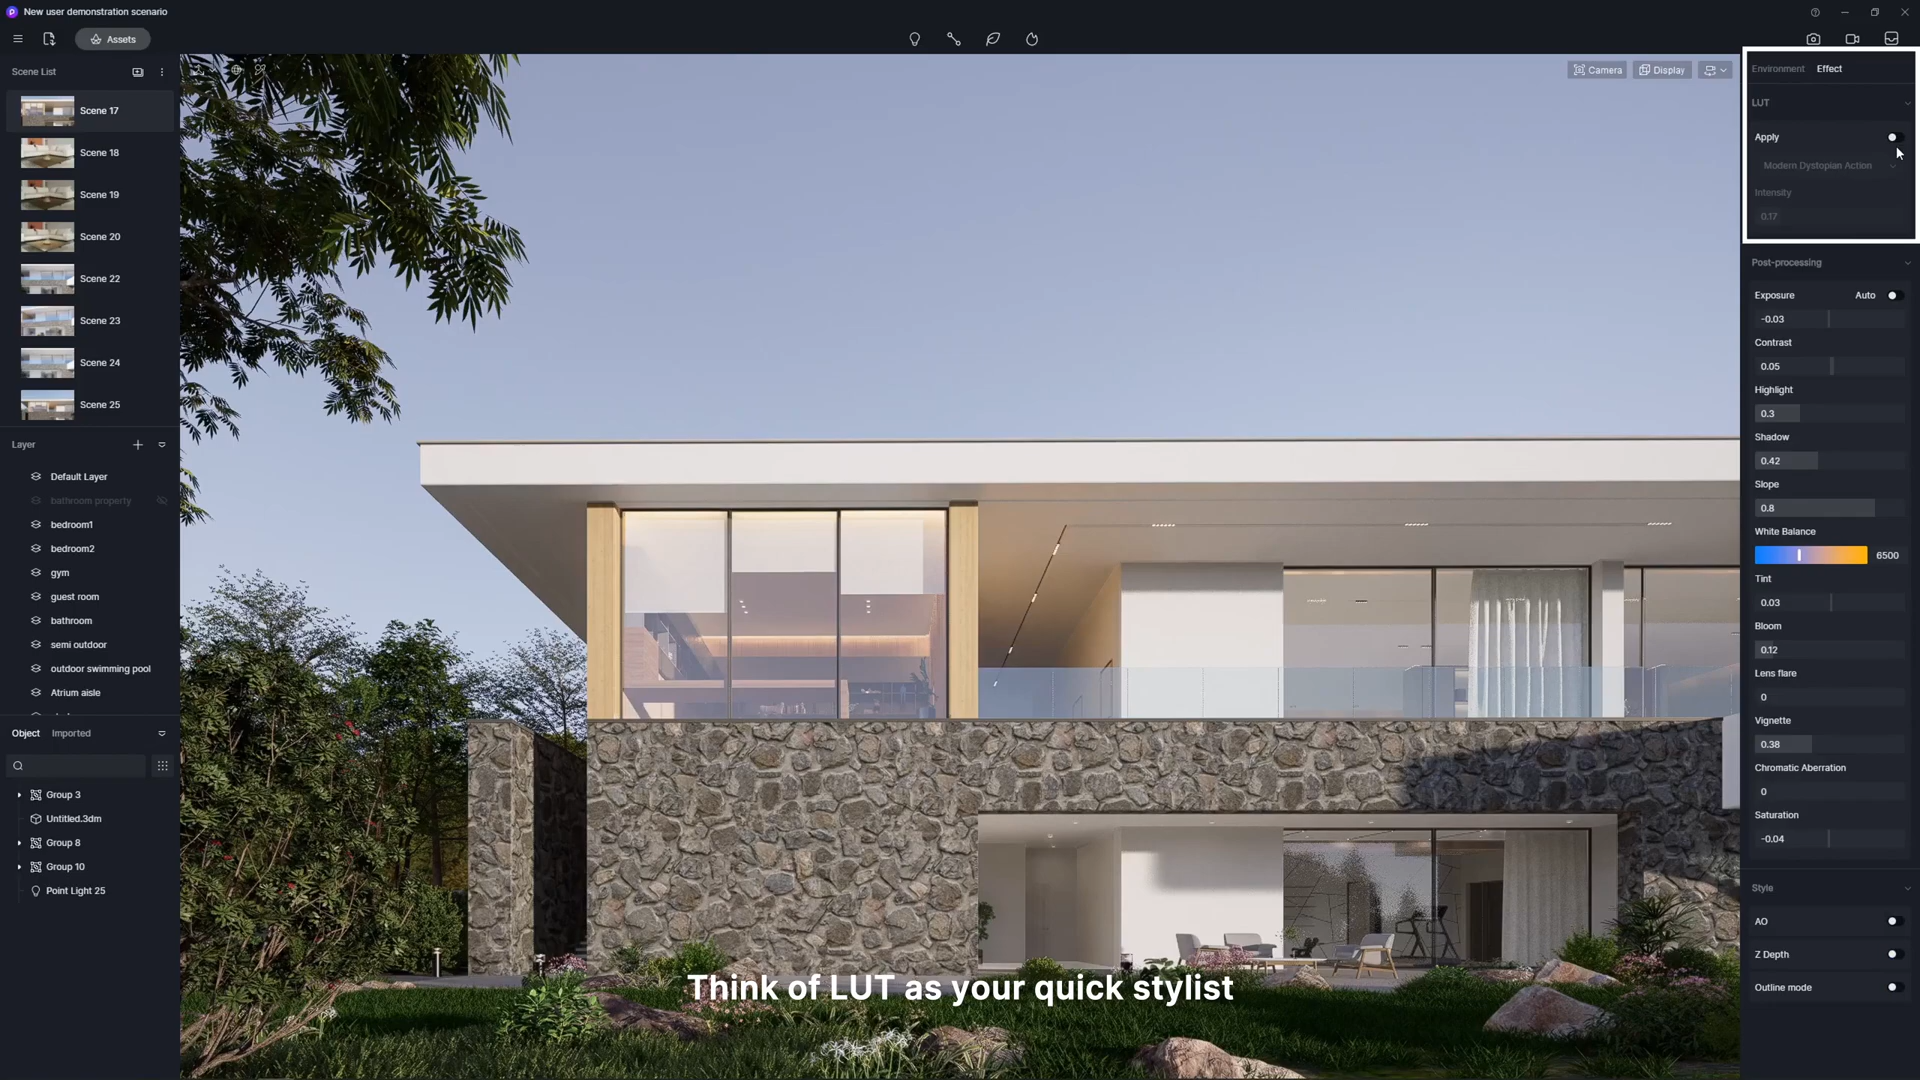 New user demonstration scenario
Assets
Scene List
Scene 17
Scene 18
Scene 19
Scene 20
Scene 22
Scene 23
Scene 24
Scene 25
Layer
Default Layer
bathroom property
bedroom1
bedroom2
gym
guest room
bathroom
semi outdoor
outdoor swimming pool
Atrium aisle
Object Imported
Group 3
Untitled.3dm
Group 8
Group 10
Point Light 25
Camera Display
Think of LUT as your quick stylist
Environment Effect
LUT
Apply
Modern Dystopian Action
Intensity
0.17
Post-processing
Exposure Auto
-0.03
Contrast
0.05
Highlight
0.3
Shadow
0.42
Slope
0.8
White Balance
6500
Tint
0.03
Bloom
0.12
Lens flare
0
Vignette
0.38
Chromatic Aberration
0
Saturation
-0.04
Style
AO
Z Depth
Outline mode